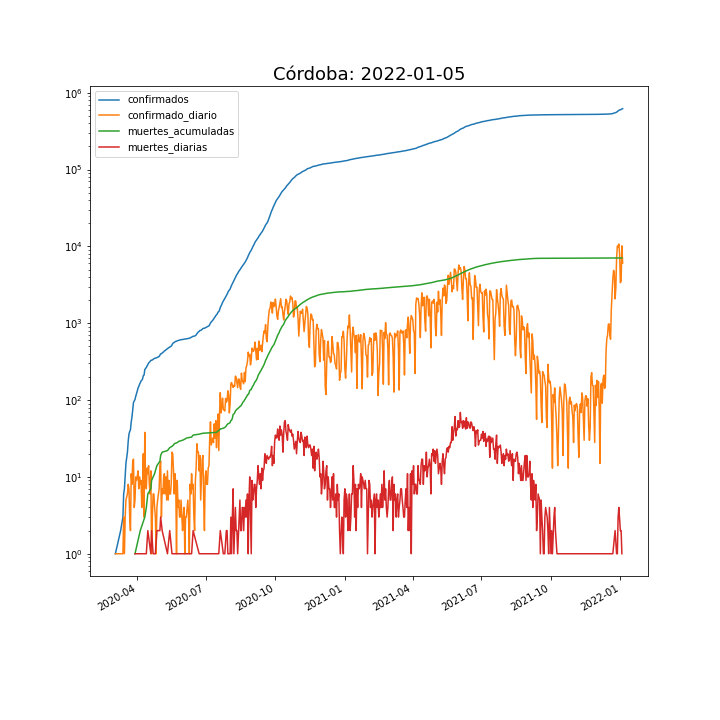 Córdoba: 2022-01-05
confirmados
confirmado_diario
muertes_acumuladas
muertes_diarias
10^6
10^5
10^4
10^3
10^2
10^1
10^0
2020-04 2020-07 2020-10 2021-01 2021-04 2021-07 2021-10 2022-01